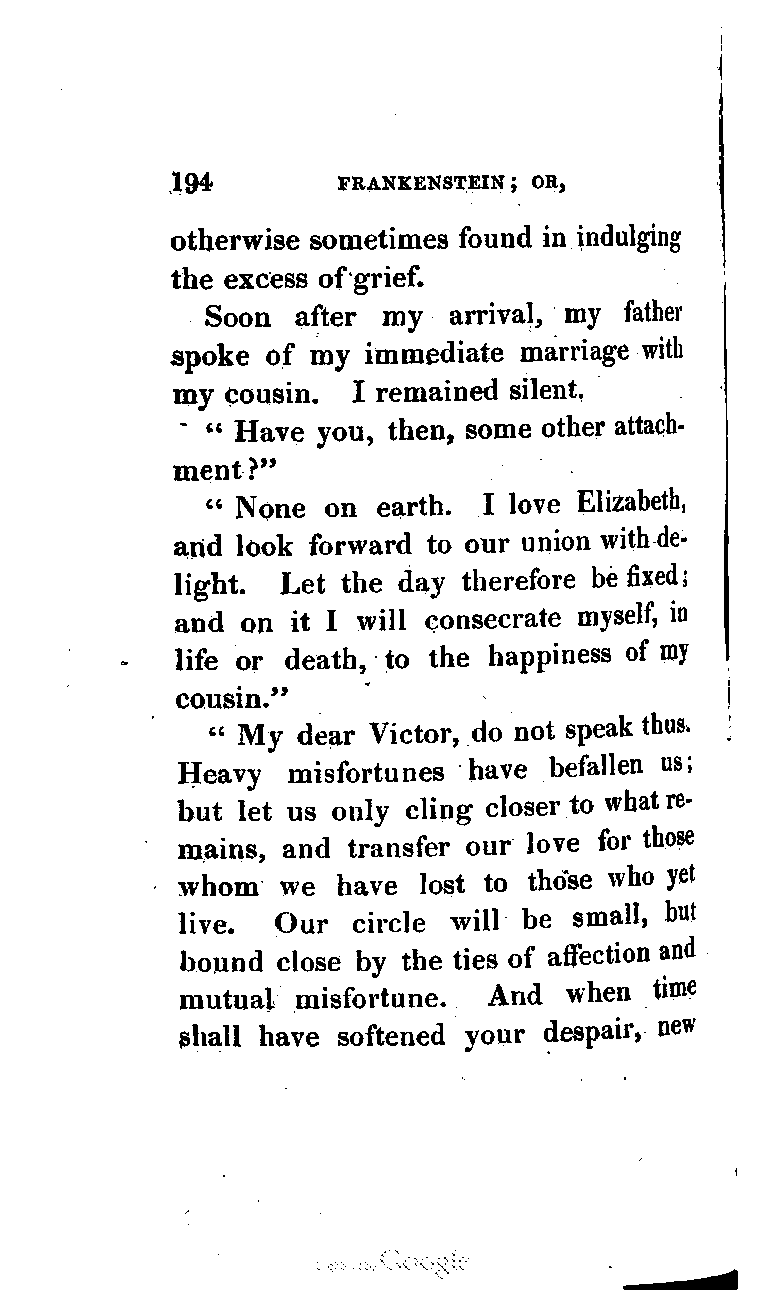 194 FRANKENSTEIN; OR,
otherwise sometimes found in indulging
the excess of grief.
Soon after my arrival, my father
spoke of my immediate marriage with
my cousin. I remained silent.
“ Have you, then, some other attach-
ment?”
“ None on earth. I love Elizabeth,
and look forward to our union with de-
light. Let the day therefore be fixed;
and on it I will consecrate myself, in
life or death, to the happiness of my
cousin.”
“ My dear Victor, do not speak thus.
Heavy misfortunes have befallen us;
but let us only cling closer to what re-
mains, and transfer our love for those
whom we have lost to those who yet
live. Our circle will be small, but
bound close by the ties of affection and
mutual misfortune. And when time
shall have softened your despair, new
Google